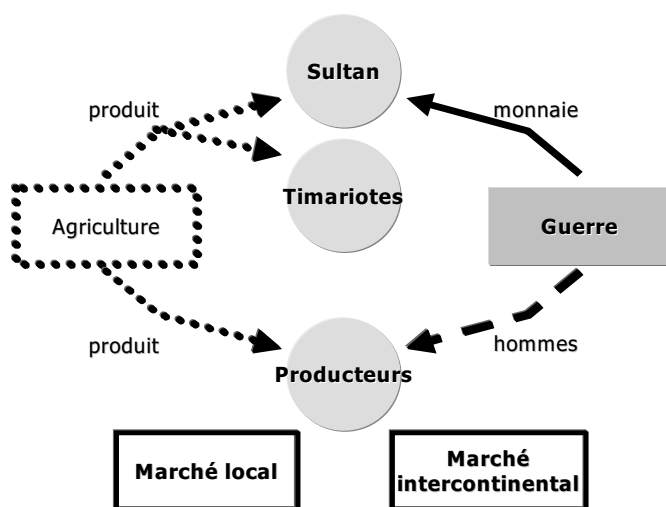 Sultan
produit
monnaie
Timariotes
Agriculture
Guerre
produit
hommes
Producteurs
Marché local
Marché
intercontinental